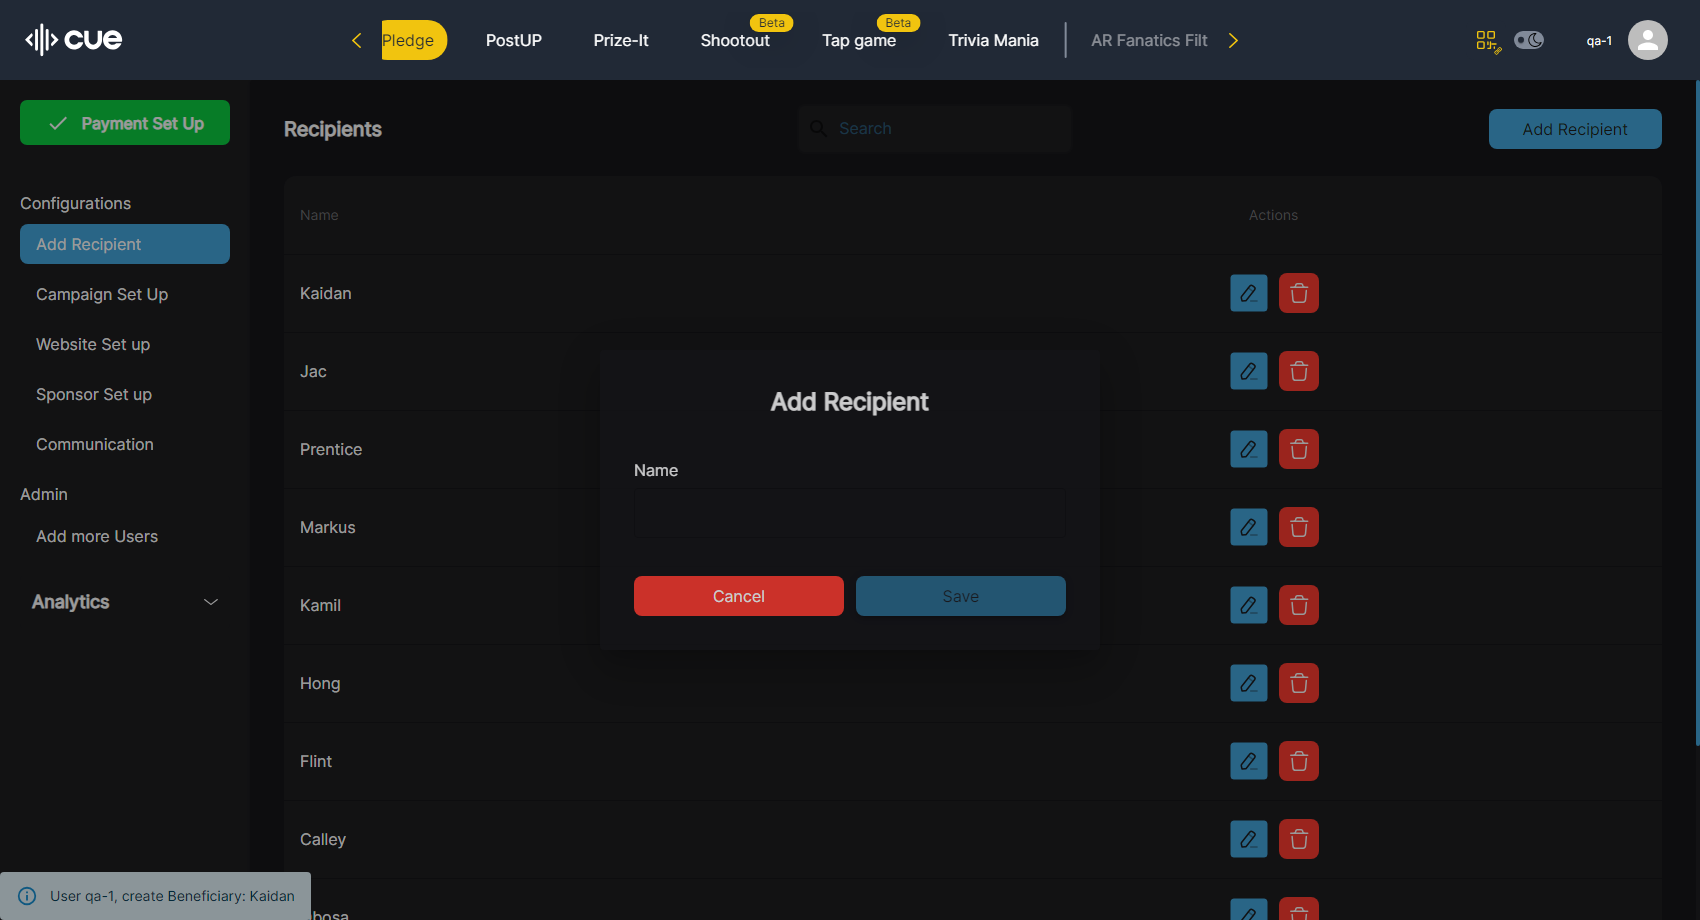 cue
Pledge
PostUP
Prize-It
Shootout
Beta
Tap game
Beta
Trivia Mania
AR Fanatics Filt
qa-1
Payment Set Up
Configurations
Add Recipient
Campaign Set Up
Website Set up
Sponsor Set up
Communication
Admin
Add more Users
Analytics
Recipients
Search
Add Recipient
Name
Actions
Kaidan
Jac
Prentice
Markus
Kamil
Hong
Flint
Calley
Add Recipient
Name
Cancel
Save
User qa-1, create Beneficiary: Kaidan